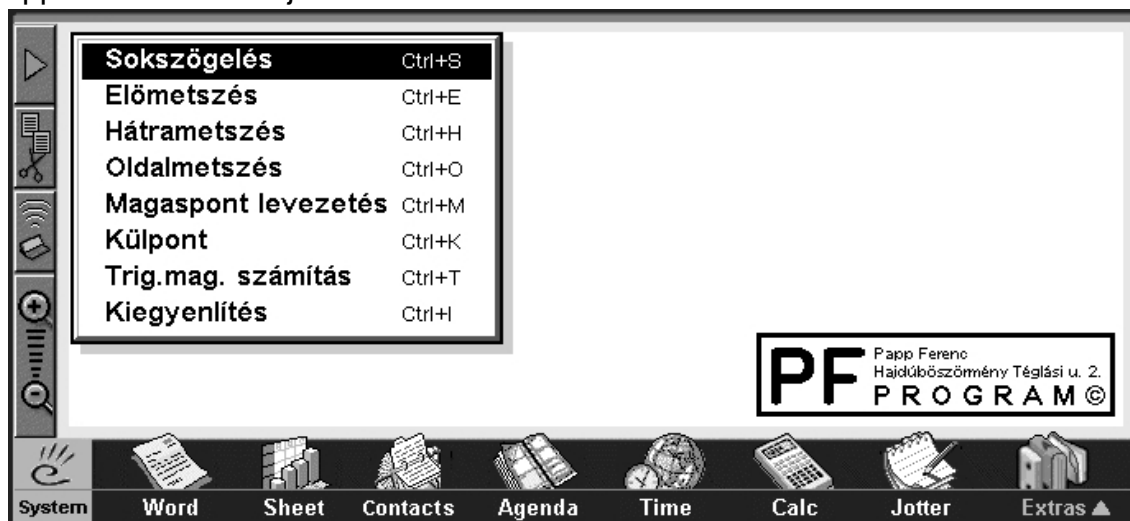 Sokszögelés Ctrl+S
Elömetszés Ctrl+E
Hátrametszés Ctrl+H
Oldalmetszés Ctrl+O
Magaspont levezetés Ctrl+M
Külpont Ctrl+K
Trig.mag. számítás Ctrl+T
Kiegyenlítés Ctrl+I
PF
Papp Ferenc
Hajdúböszörmény Téglási u. 2.
PROGRAM©
System Word Sheet Contacts Agenda Time Calc Jotter Extras ▲